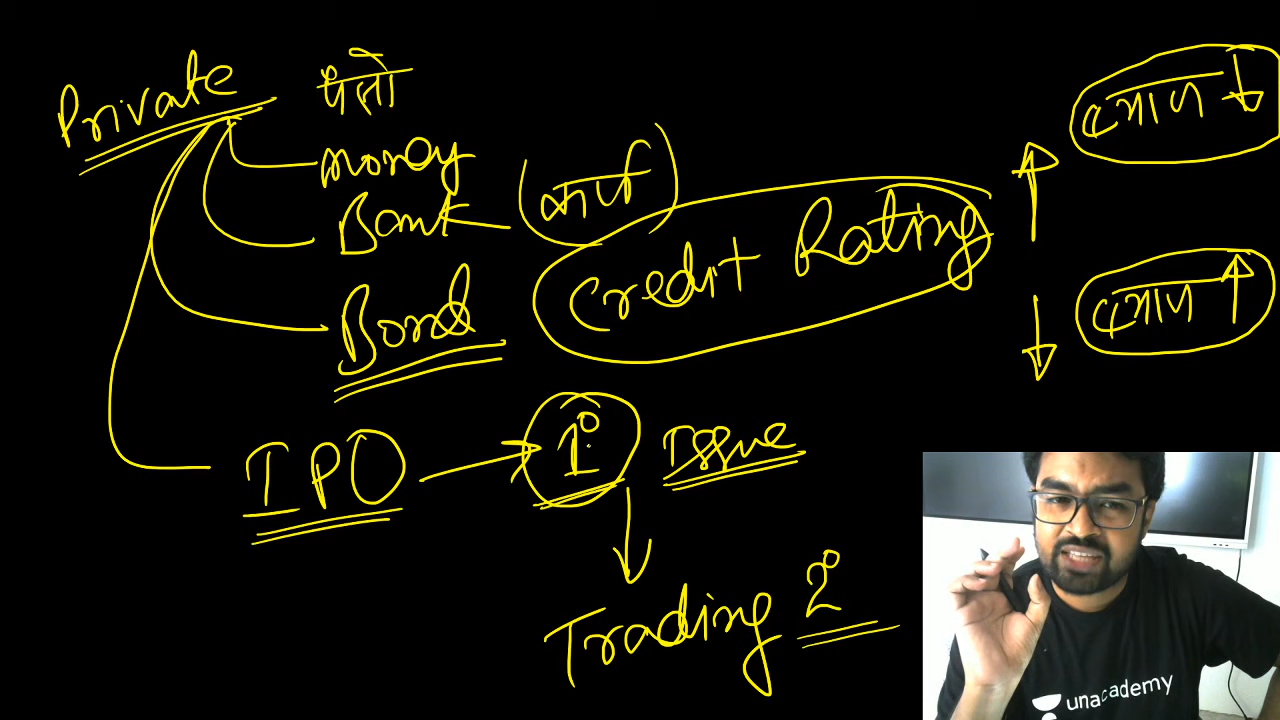 Private
money
Bank
Bond
Credit Rating
ब्याज ↓
ब्याज ↑
IPO → 1° Issue
Trading 2°
unacademy